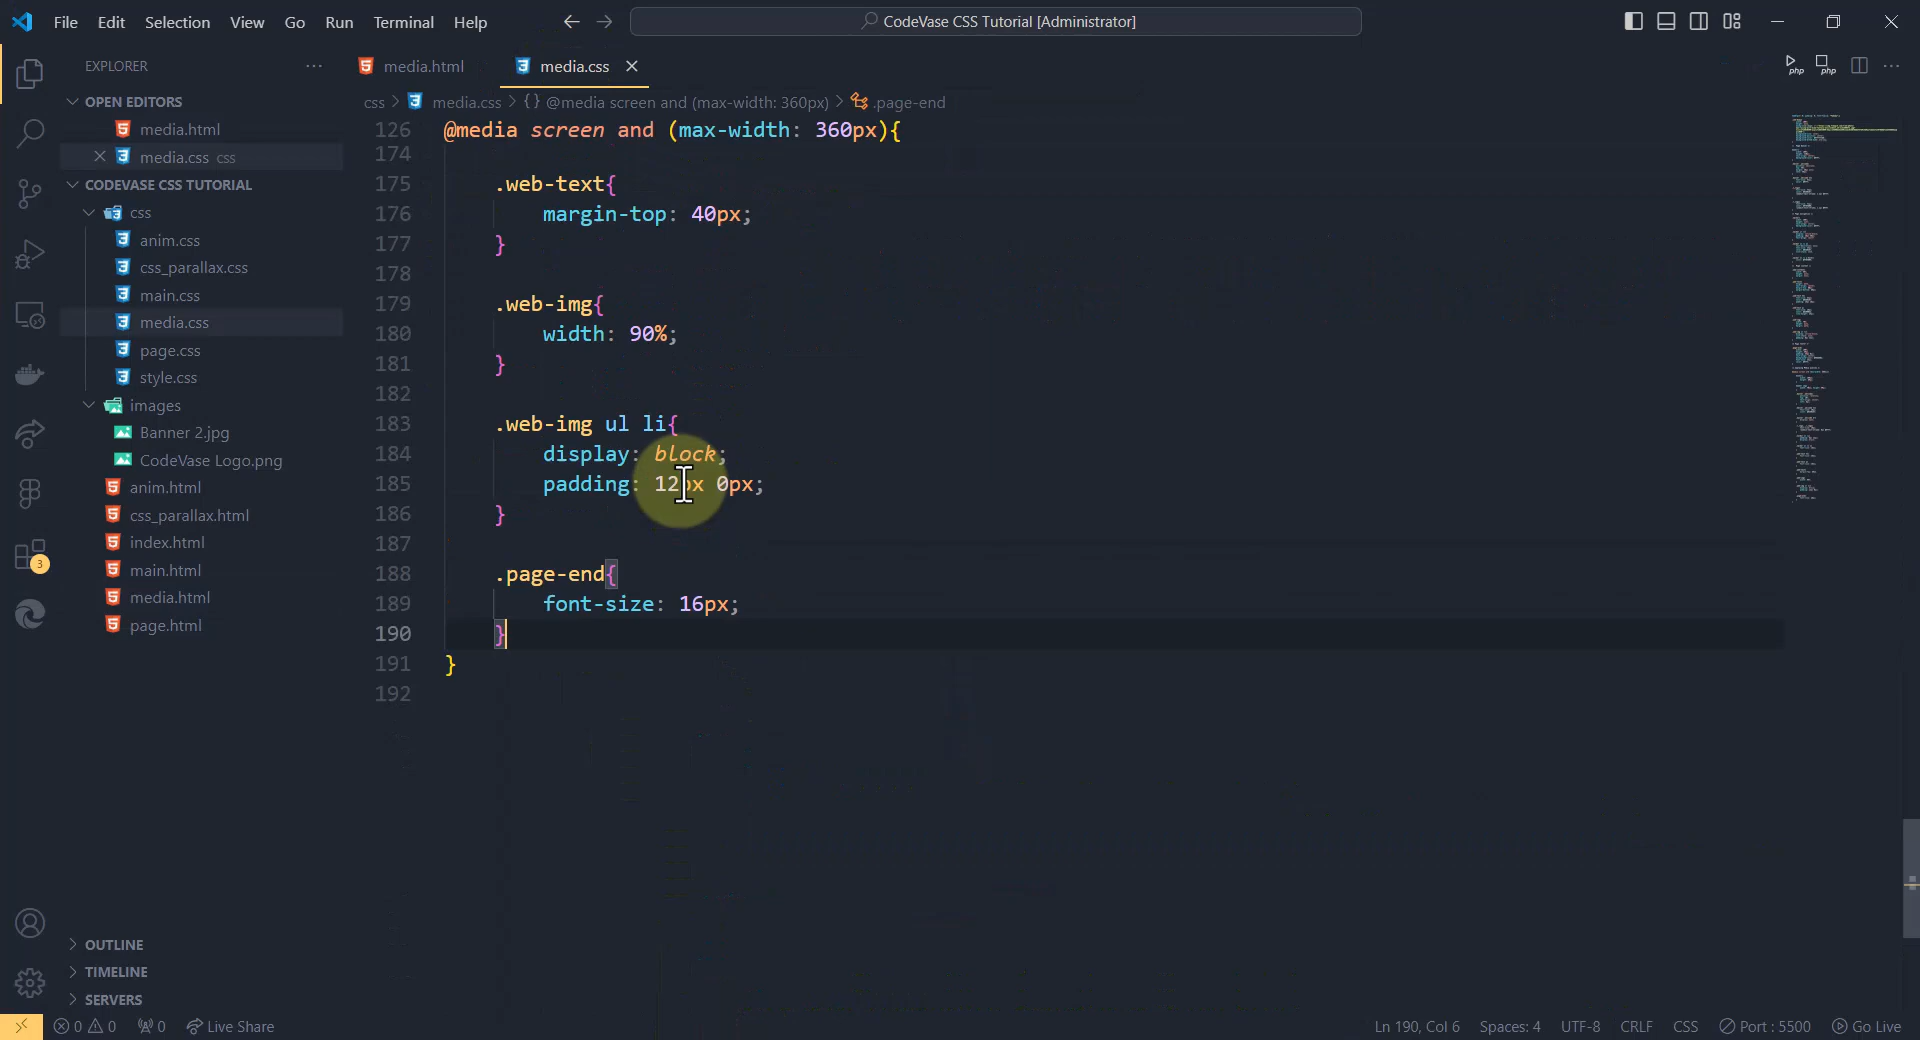 File Edit Selection View Go Run Terminal Help
CodeVase CSS Tutorial [Administrator]
EXPLORER
media.html
media.css
php
php
OPEN EDITORS
media.html
media.css css
CODEVASE CSS TUTORIAL
css
anim.css
css_parallax.css
main.css
media.css
page.css
style.css
images
Banner 2.jpg
CodeVase Logo.png
anim.html
css_parallax.html
index.html
main.html
media.html
page.html
3
OUTLINE
TIMELINE
SERVERS
css > media.css > {} @media screen and (max-width: 360px) > .page-end
126 @media screen and (max-width: 360px){
174
175 .web-text{
176 margin-top: 40px;
177 }
178
179 .web-img{
180 width: 90%;
181 }
182
183 .web-img ul li{
184 display: block;
185 padding: 12px 0px;
186 }
187
188 .page-end{
189 font-size: 16px;
190 }
191 }
192
0 0 0 Live Share Ln 190, Col 6 Spaces: 4 UTF-8 CRLF CSS Port : 5500 Go Live